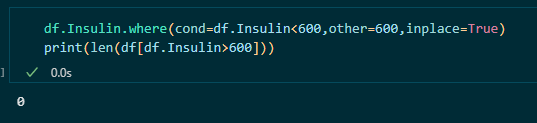 df.Insulin.where(cond=df.Insulin<600,other=600,inplace=True)
print(len(df[df.Insulin>600]))
] ✓ 0.0s
0